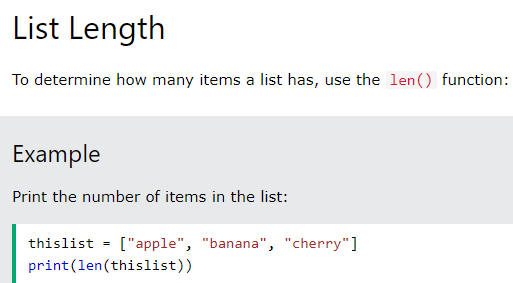 List Length
To determine how many items a list has, use the len() function:
Example
Print the number of items in the list:
thislist = ["apple", "banana", "cherry"]
print(len(thislist))